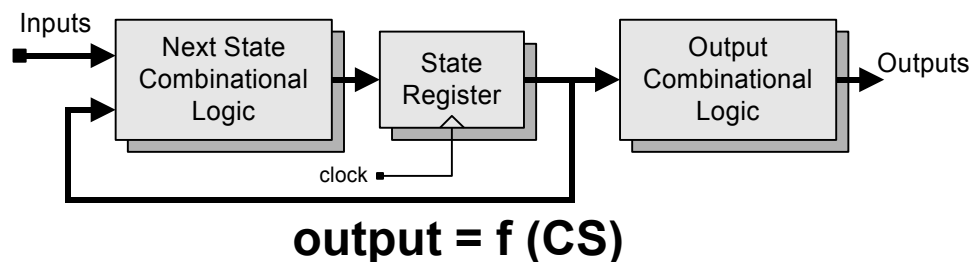 Inputs
Next State
Combinational
Logic
State
Register
Output
Combinational
Logic
Outputs
clock
output = f (CS)